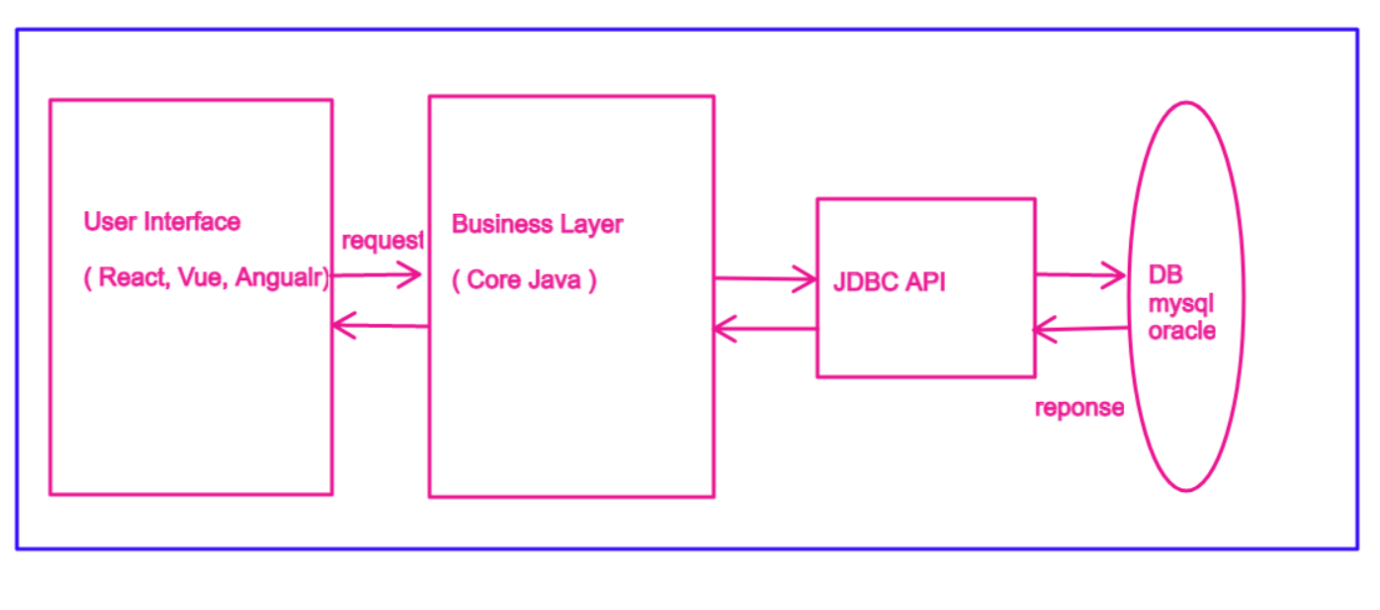 User Interface
( React, Vue, Angualr)
request
Business Layer
( Core Java )
JDBC API
DB
mysql
oracle
reponse